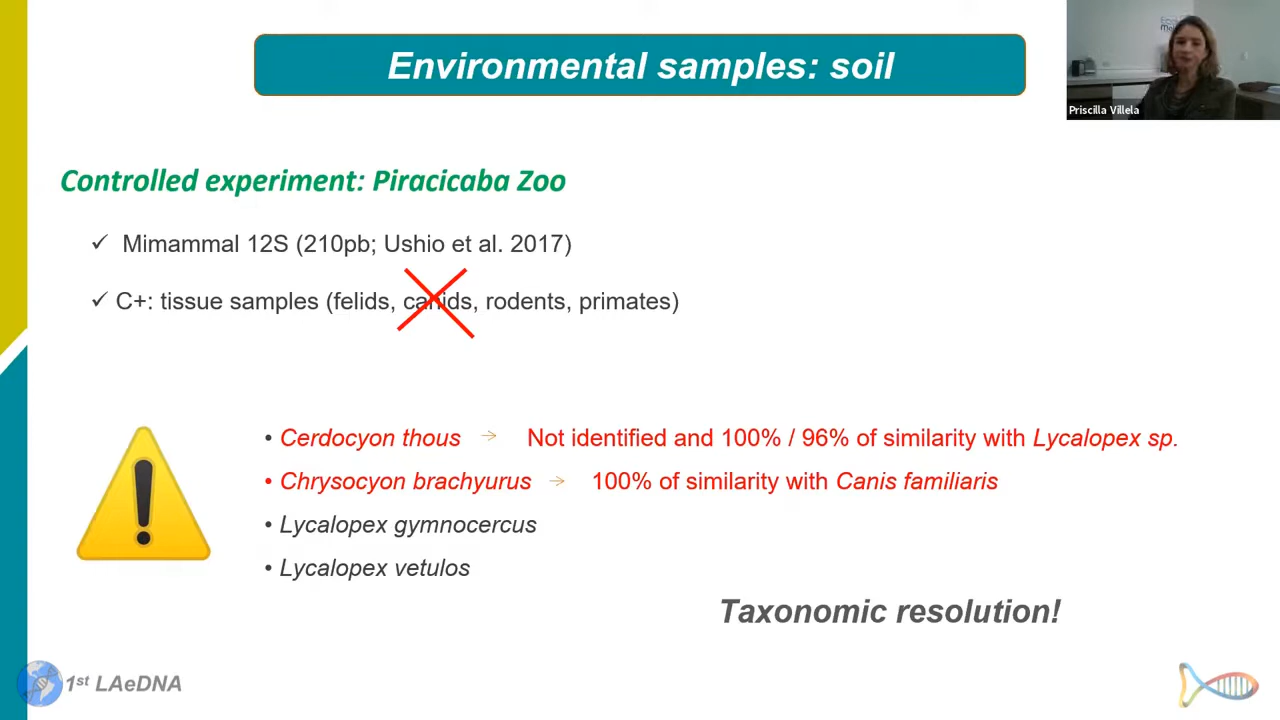 Environmental samples: soil
Priscilla Villela
Controlled experiment: Piracicaba Zoo
✓ Mimammal 12S (210pb; Ushio et al. 2017)
✓ C+: tissue samples (felids, canids, rodents, primates)
• Cerdocyon thous → Not identified and 100% / 96% of similarity with Lycalopex sp.
• Chrysocyon brachyurus → 100% of similarity with Canis familiaris
• Lycalopex gymnocercus
• Lycalopex vetulos
Taxonomic resolution!
1st LAeDNA